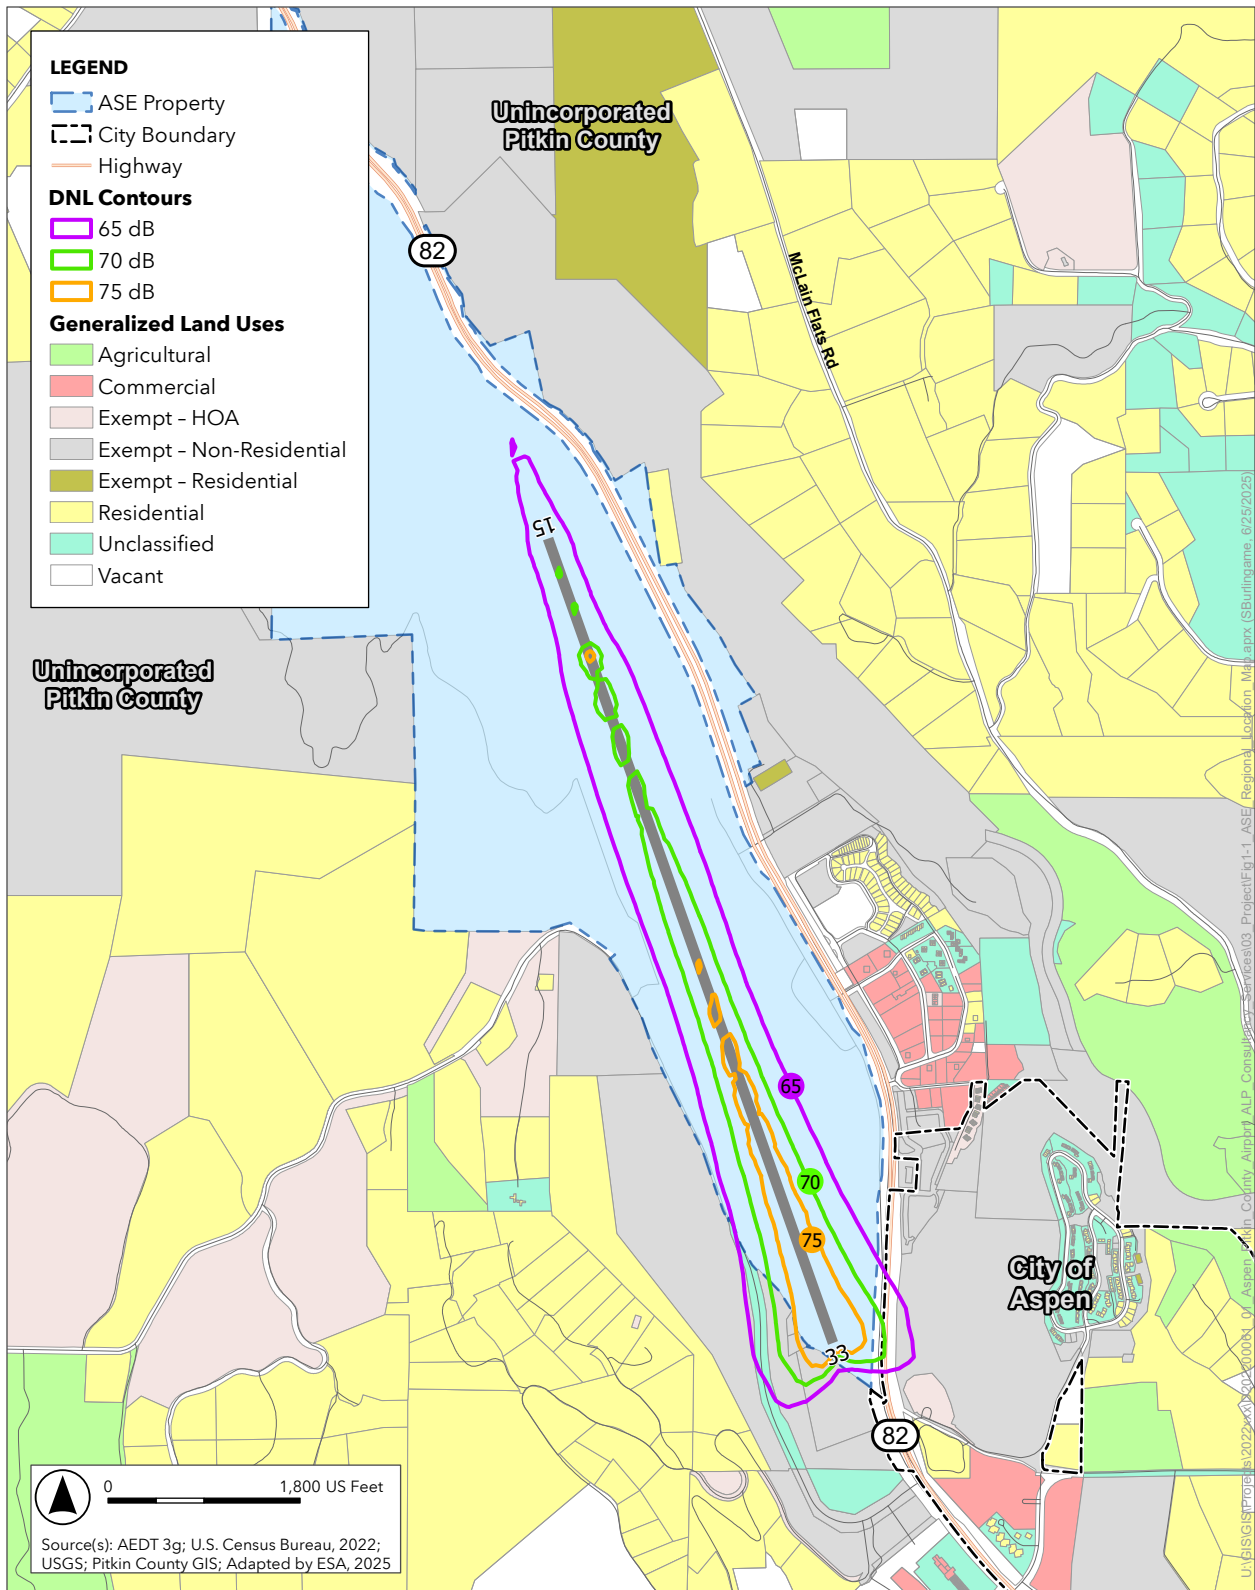 LEGEND
ASE Property
City Boundary
Highway
DNL Contours
65 dB
70 dB
75 dB
Generalized Land Uses
Agricultural
Commercial
Exempt – HOA
Exempt – Non-Residential
Exempt – Residential
Residential
Unclassified
Vacant
Unincorporated
Pitkin County
82
McLain Flats Rd
15
Unincorporated
Pitkin County
65
70
75
City of
Aspen
33
82
0 1,800 US Feet
Source(s): AEDT 3g; U.S. Census Bureau, 2022;
USGS; Pitkin County GIS; Adapted by ESA, 2025